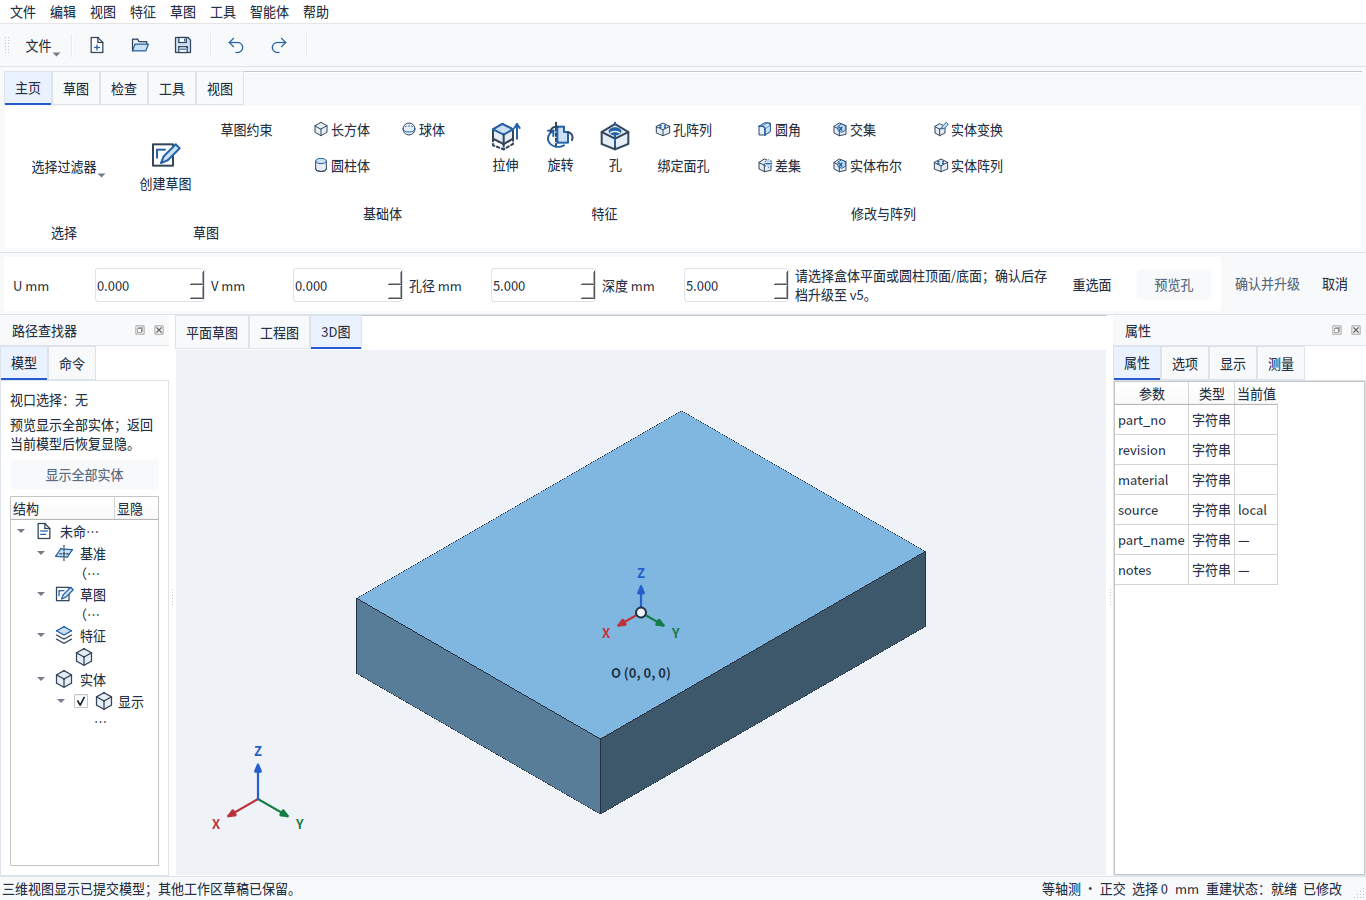 文件 编辑 视图 特征 草图 工具 智能体 帮助
文件
主页 草图 检查 工具 视图
选择过滤器
创建草图
草图约束
长方体 球体
圆柱体
拉伸 旋转 孔
孔阵列
绑定面孔
圆角 交集 实体变换
差集 实体布尔 实体阵列
选择 草图 基础体 特征 修改与阵列
U mm 0.000 V mm 0.000 孔径 mm 5.000 深度 mm 5.000
请选择盒体平面或圆柱顶面/底面；确认后存
档升级至 v5。
重选面 预览孔 确认并升级 取消
路径查找器
模型 命令
视口选择：无
预览显示全部实体；返回
当前模型后恢复显隐。
显示全部实体
结构 显隐
未命…
基准
(…
草图
(…
特征
实体
显示
…
平面草图 工程图 3D图
Z
X Y
O (0, 0, 0)
Z
X Y
属性
属性 选项 显示 测量
参数 类型 当前值
part_no 字符串
revision 字符串
material 字符串
source 字符串 local
part_name 字符串 —
notes 字符串 —
三维视图显示已提交模型；其他工作区草稿已保留。
等轴测 · 正交 选择 0 mm 重建状态：就绪 已修改